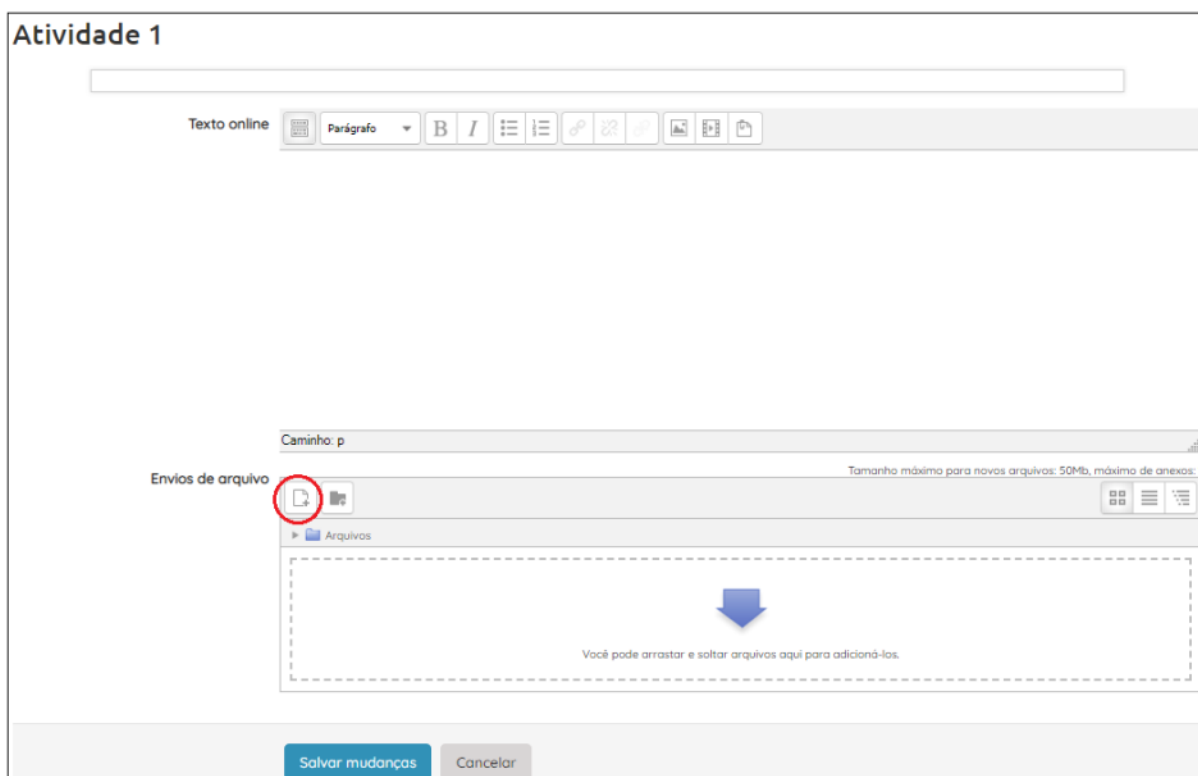 Atividade 1
Texto online
Parágrafo
B I
Caminho: p
Envios de arquivo
Tamanho máximo para novos arquivos: 50Mb, máximo de anexos:
Arquivos
Você pode arrastar e soltar arquivos aqui para adicioná-los.
Salvar mudanças Cancelar